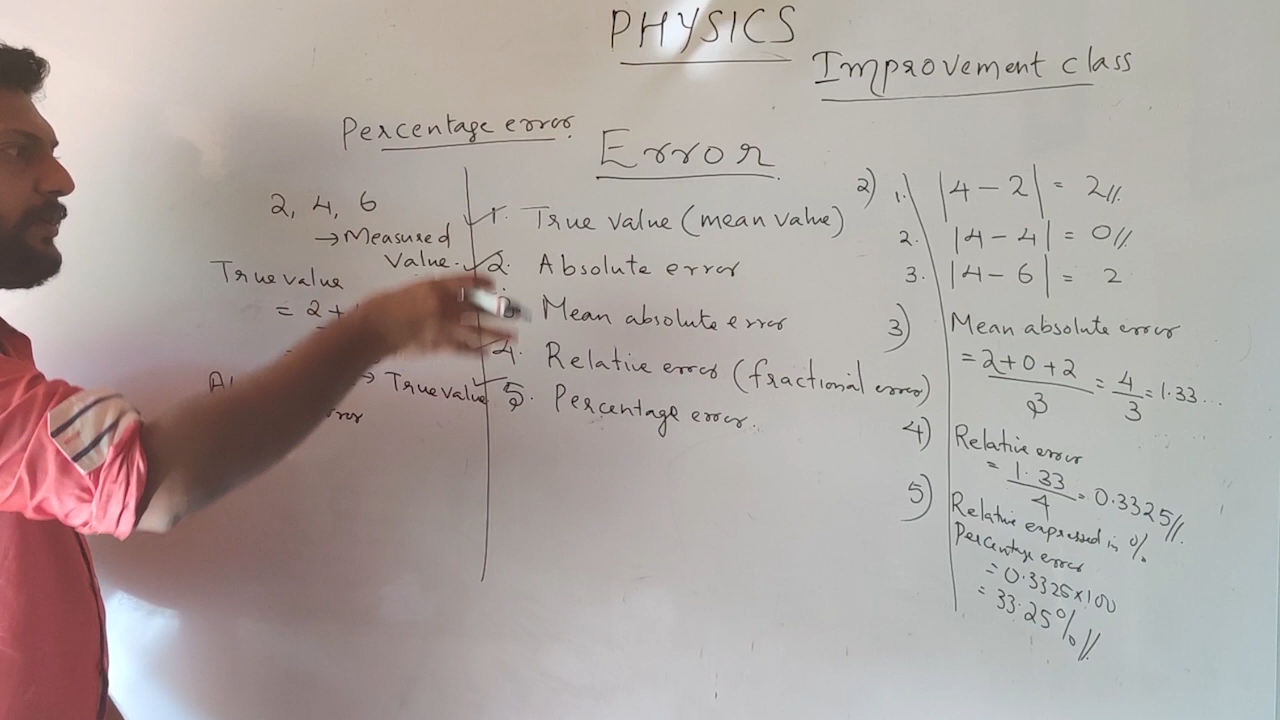 PHYSICS
Improvement class
Percentage error
Error
2, 4, 6
→ Measured
Value.
True value
= 2 +
→ True value
1. True value (mean value)
2. Absolute error
3. Mean absolute error
4. Relative error (fractional error)
5. Percentage error.
2) 1. |4 - 2| = 2//.
2. |4 - 4| = 0//.
3. |4 - 6| = 2
3) Mean absolute error
= 2+0+2/3 = 4/3 = 1.33...
4) Relative error
= 1.33/4 = 0.3325//.
5) Relative expressed in %
Percentage error
= 0.3325×100
= 33.25%//.